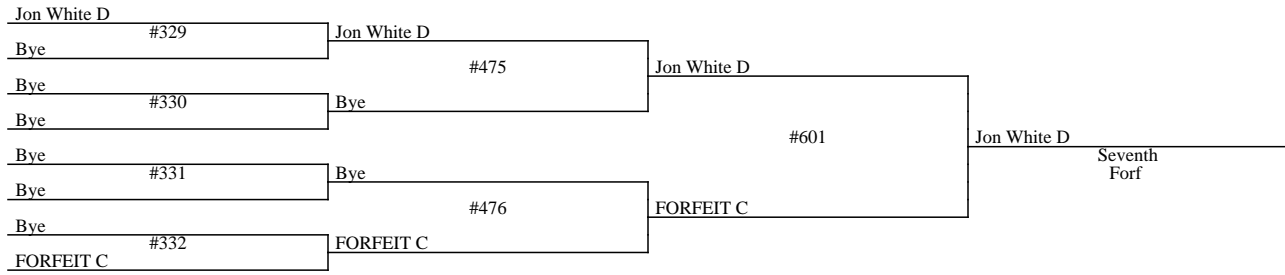 Jon White D
#329
Bye
Bye
#330
Bye
Bye
#331
Bye
Bye
#332
FORFEIT C
Jon White D
#475
Bye
Bye
#476
FORFEIT C
Jon White D
#601
FORFEIT C
Jon White D
Seventh
Forf